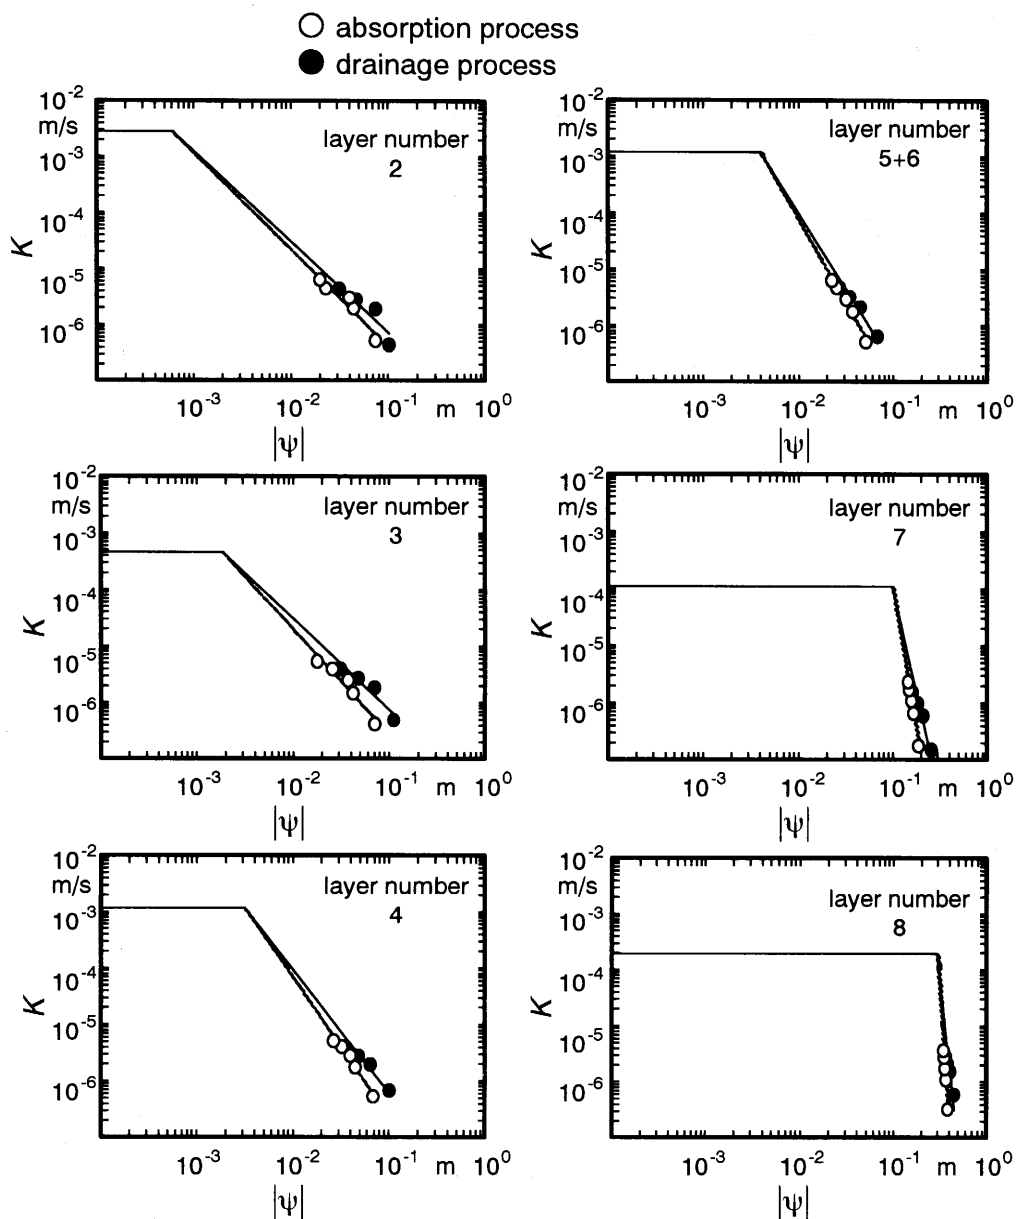 absorption process
drainage process
10⁻²
m/s
10⁻³
10⁻⁴
10⁻⁵
10⁻⁶
K
layer number
2
10⁻³ 10⁻² 10⁻¹ m 10⁰
|ψ|
10⁻²
m/s
10⁻³
10⁻⁴
10⁻⁵
10⁻⁶
K
layer number
5+6
10⁻³ 10⁻² 10⁻¹ m 10⁰
|ψ|
10⁻²
m/s
10⁻³
10⁻⁴
10⁻⁵
10⁻⁶
K
layer number
3
10⁻³ 10⁻² 10⁻¹ m 10⁰
|ψ|
10⁻²
m/s
10⁻³
10⁻⁴
10⁻⁵
10⁻⁶
K
layer number
7
10⁻³ 10⁻² 10⁻¹ m 10⁰
|ψ|
10⁻²
m/s
10⁻³
10⁻⁴
10⁻⁵
10⁻⁶
K
layer number
4
10⁻³ 10⁻² 10⁻¹ m 10⁰
|ψ|
10⁻²
m/s
10⁻³
10⁻⁴
10⁻⁵
10⁻⁶
K
layer number
8
10⁻³ 10⁻² 10⁻¹ m 10⁰
|ψ|